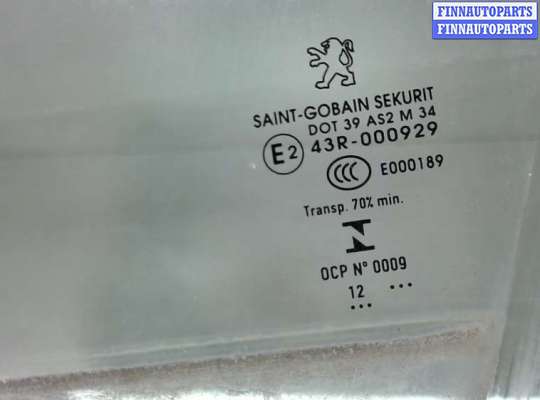 FINNAUTOPARTS
FINNAUTOPARTS
SAINT-GOBAIN SEKURIT
DOT 39 AS2 M 34
E2 43R-000929
CCC E000189
Transp. 70% min.
OCP N° 0009
12 ...
...